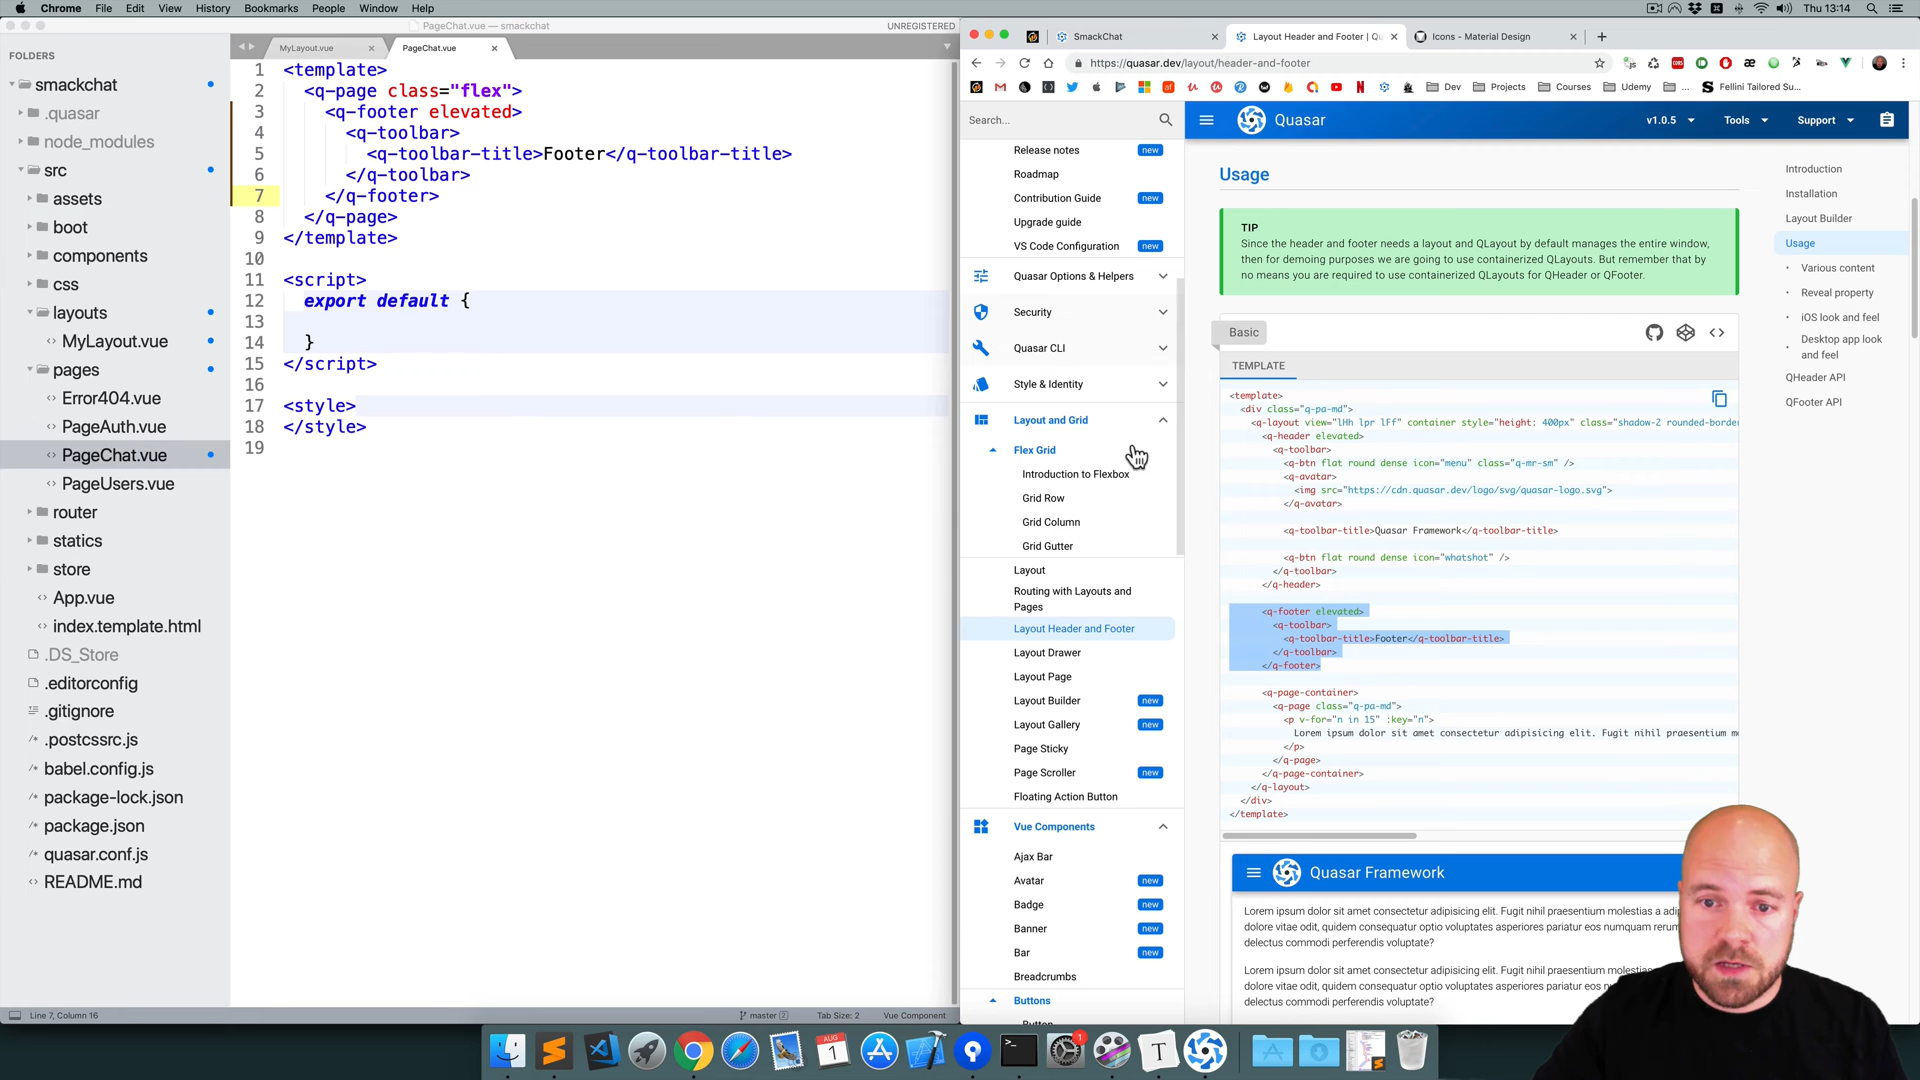 Chrome File Edit View History Bookmarks People Window Help
Thu 13:14
PageChat.vue — smackchat
UNREGISTERED
FOLDERS
smackchat
.quasar
node_modules
src
assets
boot
components
css
layouts
MyLayout.vue
pages
Error404.vue
PageAuth.vue
PageChat.vue
PageUsers.vue
router
statics
store
App.vue
index.template.html
.DS_Store
.editorconfig
.gitignore
.postcssrc.js
babel.config.js
package-lock.json
package.json
quasar.conf.js
README.md
MyLayout.vue PageChat.vue
1 <template>
2 <q-page class="flex">
3 <q-footer elevated>
4 <q-toolbar>
5 <q-toolbar-title>Footer</q-toolbar-title>
6 </q-toolbar>
7 </q-footer>
8 </q-page>
9 </template>
10
11 <script>
12 export default {
13
14 }
15 </script>
16
17 <style>
18 </style>
19
Line 7, Column 16
master 2
Tab Size: 2
Vue Component
SmackChat
Layout Header and Footer | Qu
Icons - Material Design
https://quasar.dev/layout/header-and-footer
Dev Projects Courses Udemy ... Fellini Tailored Su...
Search...
Quasar
v1.0.5 Tools Support
Release notes new
Roadmap
Contribution Guide new
Upgrade guide
VS Code Configuration new
Quasar Options & Helpers
Security
Quasar CLI
Style & Identity
Layout and Grid
Flex Grid
Introduction to Flexbox
Grid Row
Grid Column
Grid Gutter
Layout
Routing with Layouts and
Pages
Layout Header and Footer
Layout Drawer
Layout Page
Layout Builder new
Layout Gallery new
Page Sticky
Page Scroller new
Floating Action Button
Vue Components
Ajax Bar
Avatar new
Badge new
Banner new
Bar new
Breadcrumbs
Buttons
Button
Usage
TIP
Since the header and footer needs a layout and QLayout by default manages the entire window,
then for demoing purposes we are going to use containerized QLayouts. But remember that by
no means you are required to use containerized QLayouts for QHeader or QFooter.
Basic
TEMPLATE
<template>
<div class="q-pa-md">
<q-layout view="lHh lpr lFf" container style="height: 400px" class="shadow-2 rounded-border
<q-header elevated>
<q-toolbar>
<q-btn flat round dense icon="menu" class="q-mr-sm" />
<q-avatar>
<img src="https://cdn.quasar.dev/logo/svg/quasar-logo.svg">
</q-avatar>
<q-toolbar-title>Quasar Framework</q-toolbar-title>
<q-btn flat round dense icon="whatshot" />
</q-toolbar>
</q-header>
<q-footer elevated>
<q-toolbar>
<q-toolbar-title>Footer</q-toolbar-title>
</q-toolbar>
</q-footer>
<q-page-container>
<q-page class="q-pa-md">
<p v-for="n in 15" :key="n">
Lorem ipsum dolor sit amet consectetur adipisicing elit. Fugit nihil praesentium m
</p>
</q-page>
</q-page-container>
</q-layout>
</div>
</template>
Quasar Framework
Lorem ipsum dolor sit amet consectetur adipisicing elit. Fugit nihil praesentium molestias a adip
dolore vitae odit, quidem consequatur optio voluptates asperiores pariatur eos numquam rerum
delectus commodi perferendis voluptate?
Lorem ipsum dolor sit amet consectetur adipisicing elit. Fugit nihil praesentium molestias
dolore vitae odit, quidem consequatur optio voluptates asperiores pariatur eos
delectus commodi perferendis voluptate?
Introduction
Installation
Layout Builder
Usage
Various content
Reveal property
iOS look and feel
Desktop app look
and feel
QHeader API
QFooter API
AUG
1
1